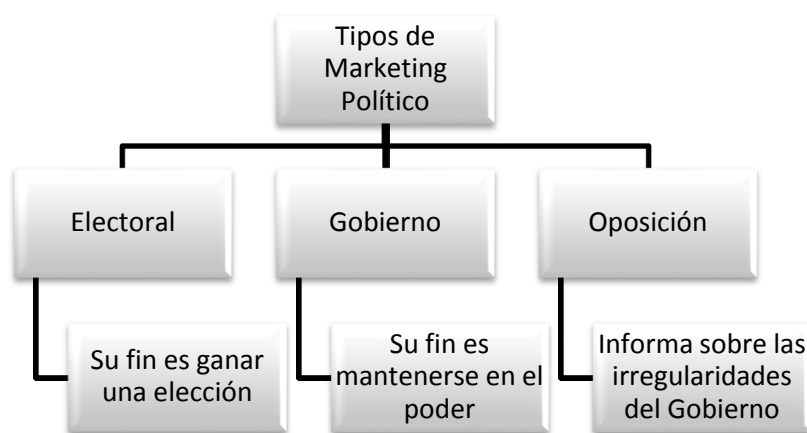 Tipos de
Marketing
Político
Electoral
Gobierno
Oposición
Su fin es ganar
una elección
Su fin es
mantenerse en el
poder
Informa sobre las
irregularidades
del Gobierno